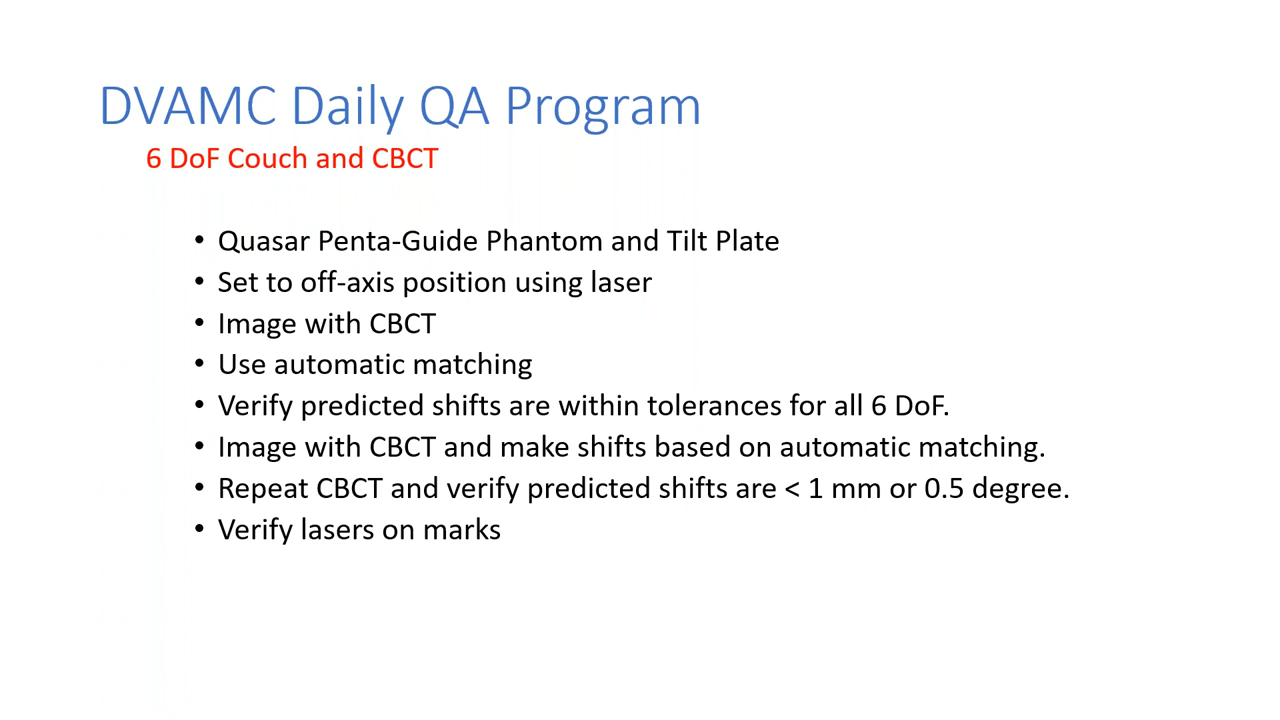 DVAMC Daily QA Program
6 DoF Couch and CBCT
• Quasar Penta-Guide Phantom and Tilt Plate
• Set to off-axis position using laser
• Image with CBCT
• Use automatic matching
• Verify predicted shifts are within tolerances for all 6 DoF.
• Image with CBCT and make shifts based on automatic matching.
• Repeat CBCT and verify predicted shifts are < 1 mm or 0.5 degree.
• Verify lasers on marks